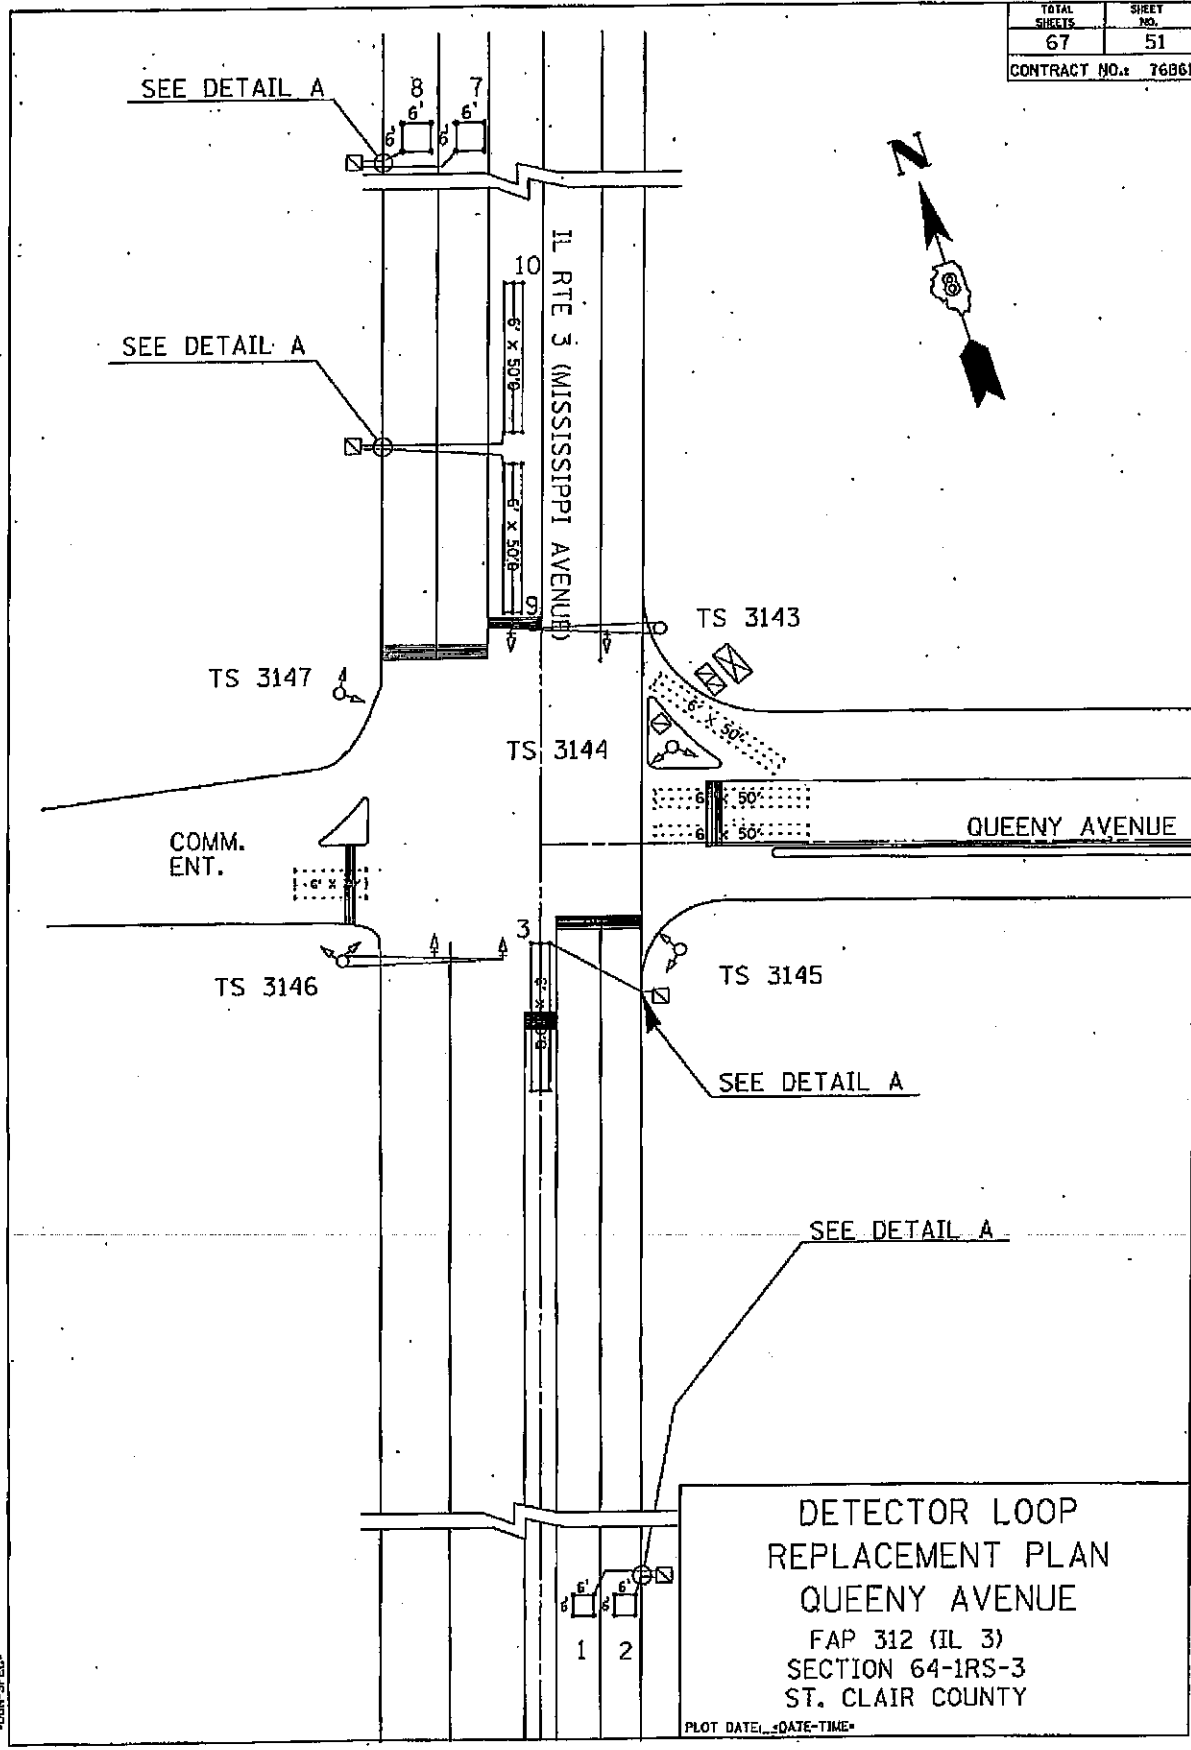 TOTAL SHEETS
SHEET NO.
67
51
CONTRACT NO.: 76B61
SEE DETAIL A
8
7
6'
6'
6'
6'
N
10
IL RTE 3 (MISSISSIPPI AVENUE)
6' X 50'
SEE DETAIL A
6' X 50'
9
TS 3143
TS 3147
6' X 50'
TS 3144
6' X 50'
6' X 50'
QUEENY AVENUE
COMM.
ENT.
6' X
3
TS 3146
TS 3145
SEE DETAIL A
SEE DETAIL A
6'
6'
6'
6'
1
2
DETECTOR LOOP
REPLACEMENT PLAN
QUEENY AVENUE
FAP 312 (IL 3)
SECTION 64-1RS-3
ST. CLAIR COUNTY
PLOT DATE: =DATE-TIME=